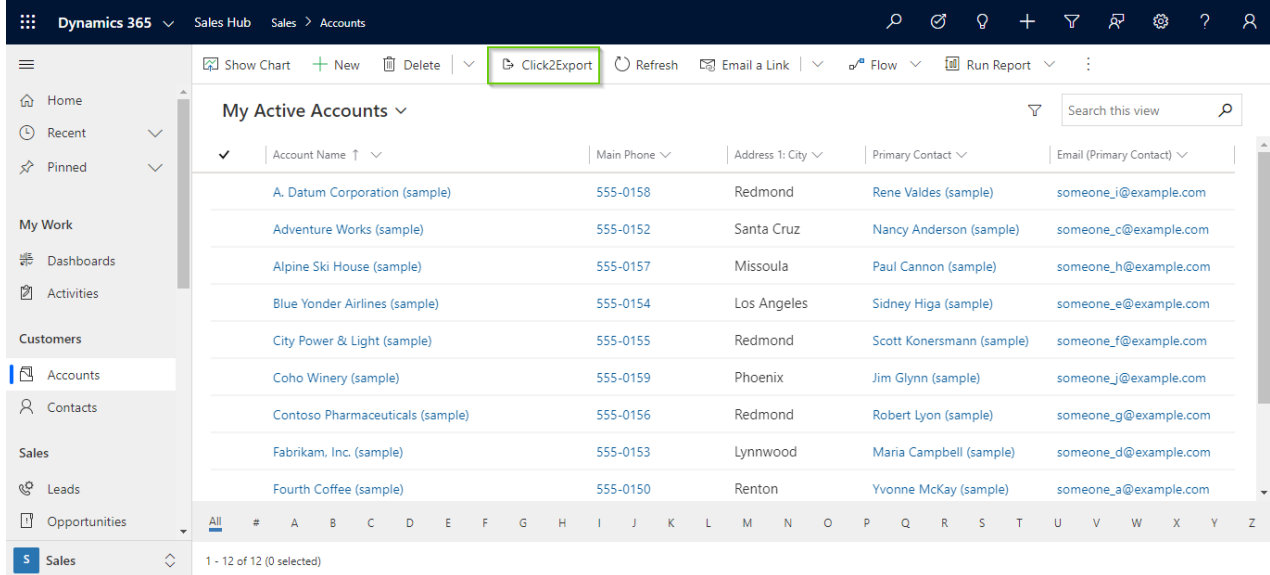 Dynamics 365 Sales Hub Sales > Accounts
Show Chart New Delete Click2Export Refresh Email a Link Flow Run Report
Home
Recent
Pinned
My Work
Dashboards
Activities
Customers
Accounts
Contacts
Sales
Leads
Opportunities
S Sales
My Active Accounts
Search this view
Account Name Main Phone Address 1: City Primary Contact Email (Primary Contact)
A. Datum Corporation (sample) 555-0158 Redmond Rene Valdes (sample) someone_i@example.com
Adventure Works (sample) 555-0152 Santa Cruz Nancy Anderson (sample) someone_c@example.com
Alpine Ski House (sample) 555-0157 Missoula Paul Cannon (sample) someone_h@example.com
Blue Yonder Airlines (sample) 555-0154 Los Angeles Sidney Higa (sample) someone_e@example.com
City Power & Light (sample) 555-0155 Redmond Scott Konersmann (sample) someone_f@example.com
Coho Winery (sample) 555-0159 Phoenix Jim Glynn (sample) someone_j@example.com
Contoso Pharmaceuticals (sample) 555-0156 Redmond Robert Lyon (sample) someone_g@example.com
Fabrikam, Inc. (sample) 555-0153 Lynnwood Maria Campbell (sample) someone_d@example.com
Fourth Coffee (sample) 555-0150 Renton Yvonne McKay (sample) someone_a@example.com
All # A B C D E F G H I J K L M N O P Q R S T U V W X Y Z
1 - 12 of 12 (0 selected)